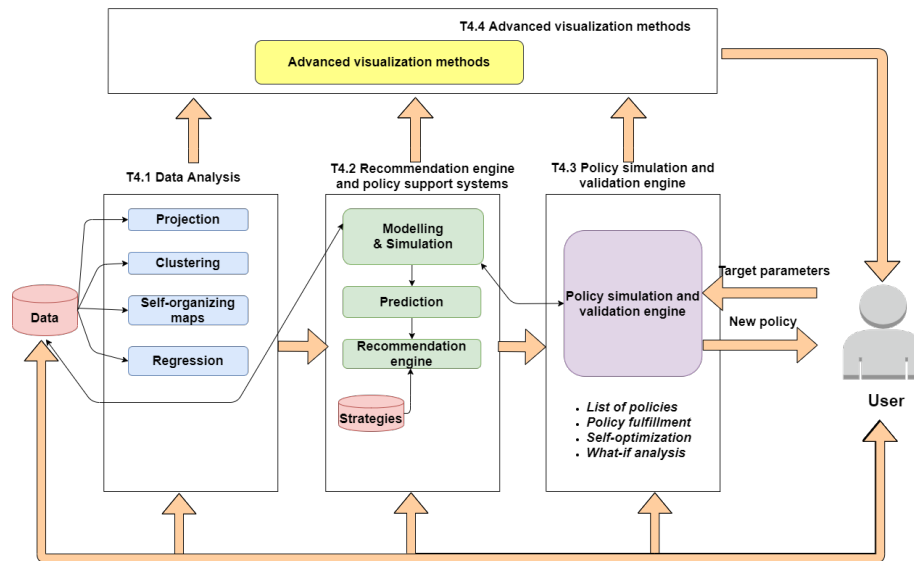 T4.4 Advanced visualization methods
Advanced visualization methods
T4.1 Data Analysis
T4.2 Recommendation engine
and policy support systems
T4.3 Policy simulation and
validation engine
Projection
Clustering
Self-organizing
maps
Regression
Data
Modelling
& Simulation
Prediction
Recommendation
engine
Strategies
Policy simulation and
validation engine
List of policies
Policy fulfillment
Self-optimization
What-if analysis
Target parameters
New policy
User